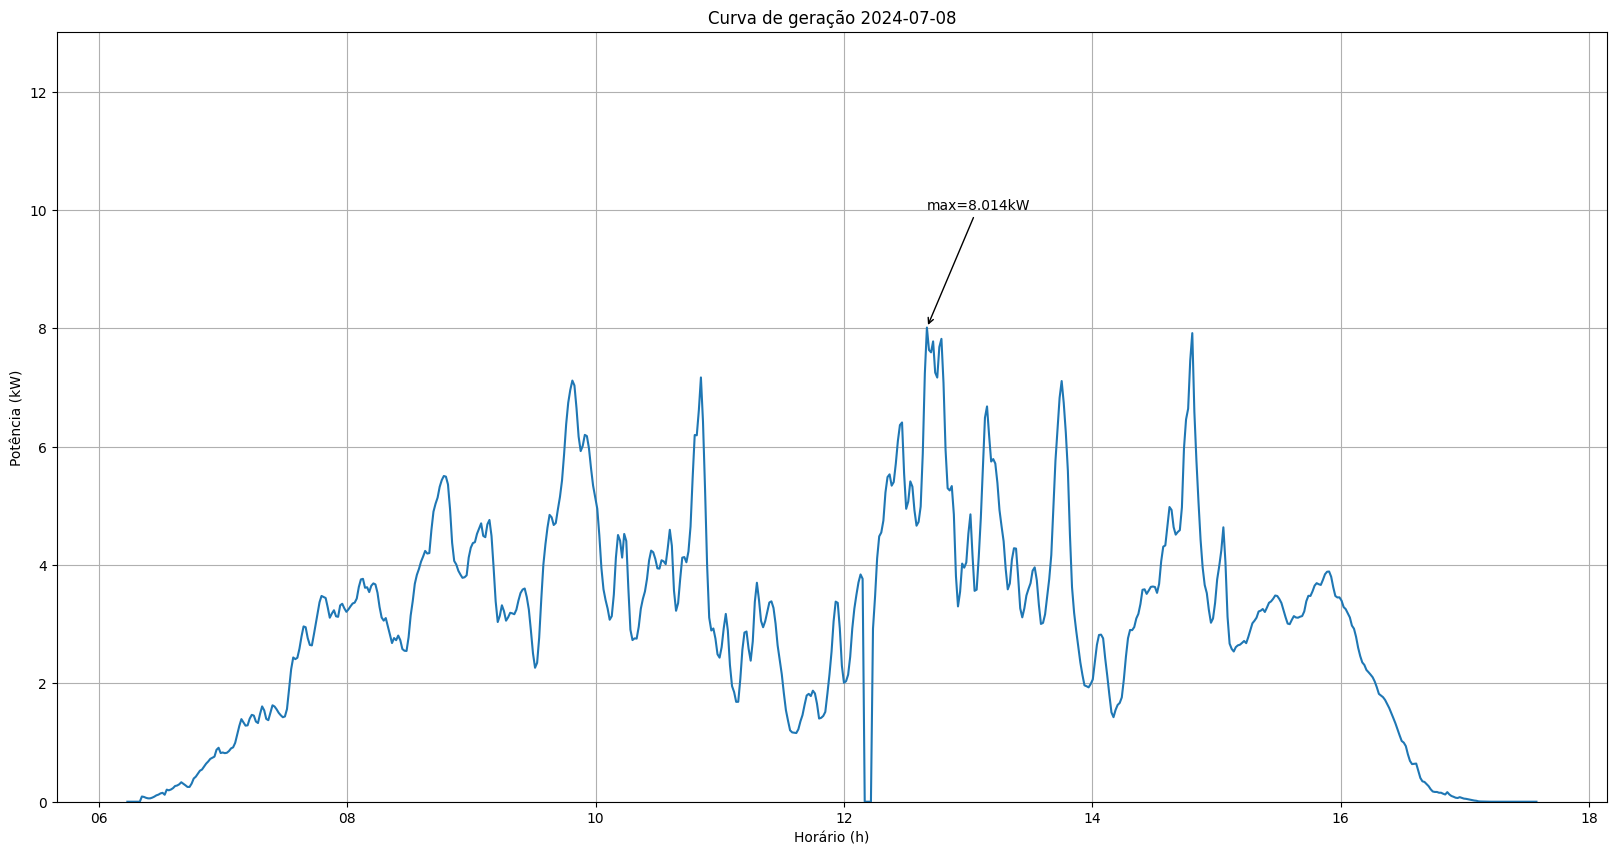 Curva de geração 2024-07-08
12
10
8
6
4
2
0
Potência (kW)
max=8.014kW
06 08 10 12 14 16 18
Horário (h)